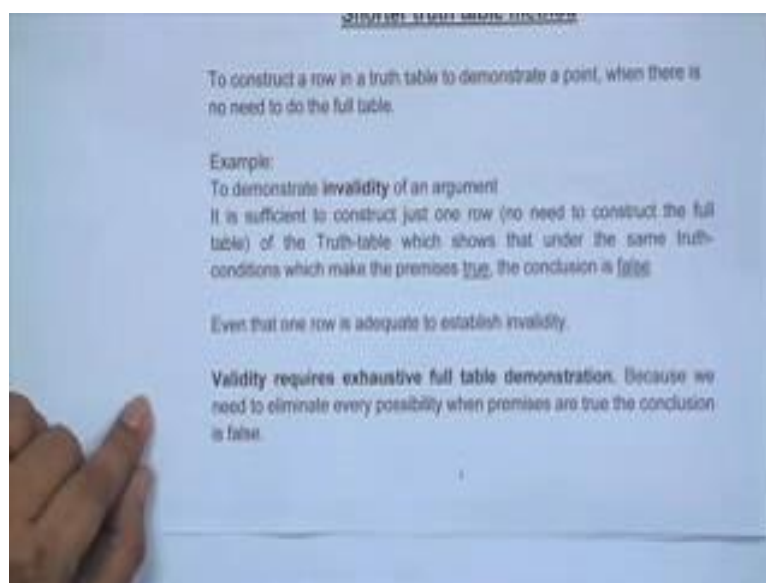 Shorter truth table method
To construct a row in a truth table to demonstrate a point, when there is
no need to do the full table.
Example:
To demonstrate invalidity of an argument
It is sufficient to construct just one row (no need to construct the full
table) of the Truth-table which shows that under the same truth-
conditions which make the premises true, the conclusion is false
Even that one row is adequate to establish invalidity.
Validity requires exhaustive full table demonstration. Because we
need to eliminate every possibility when premises are true the conclusion
is false.